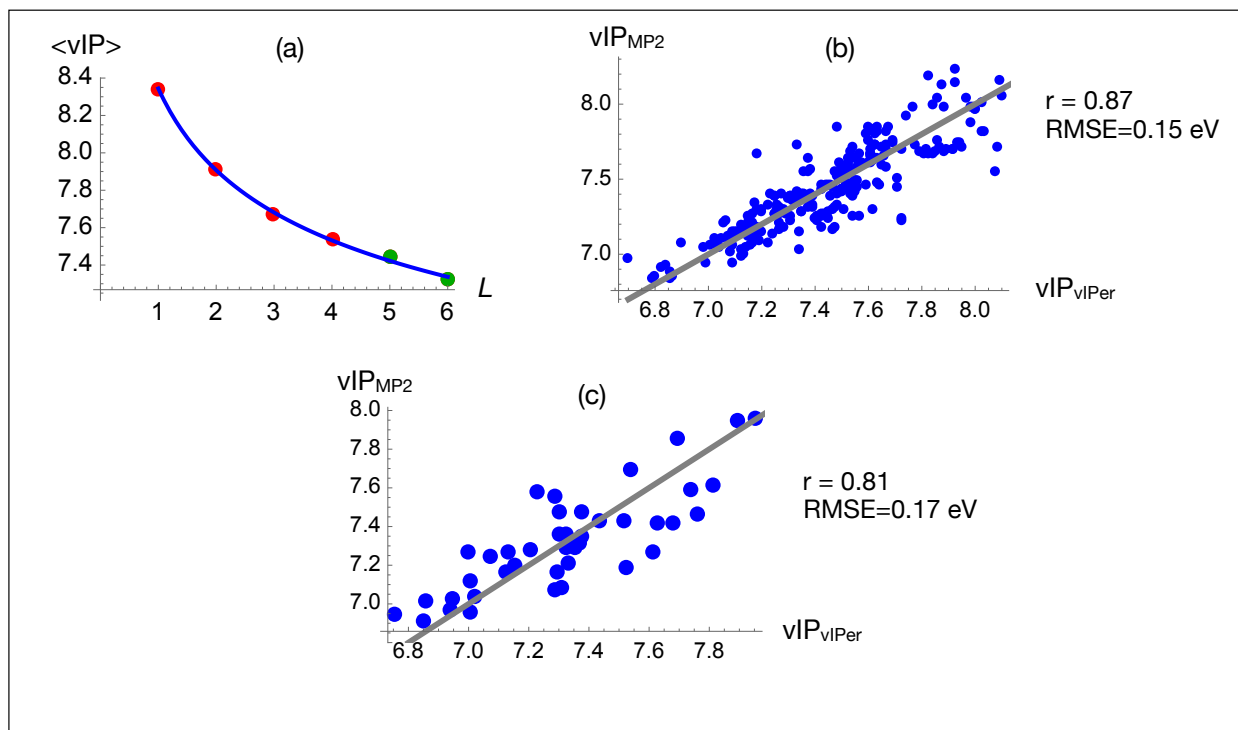 <vIP>
(a)
8.4
8.2
8.0
7.8
7.6
7.4
1 2 3 4 5 6
L
vIPMP2
(b)
8.0
7.5
7.0
6.8 7.0 7.2 7.4 7.6 7.8 8.0
vIPvIPer
r = 0.87
RMSE=0.15 eV
vIPMP2
(c)
8.0
7.8
7.6
7.4
7.2
7.0
6.8 7.0 7.2 7.4 7.6 7.8
vIPvIPer
r = 0.81
RMSE=0.17 eV